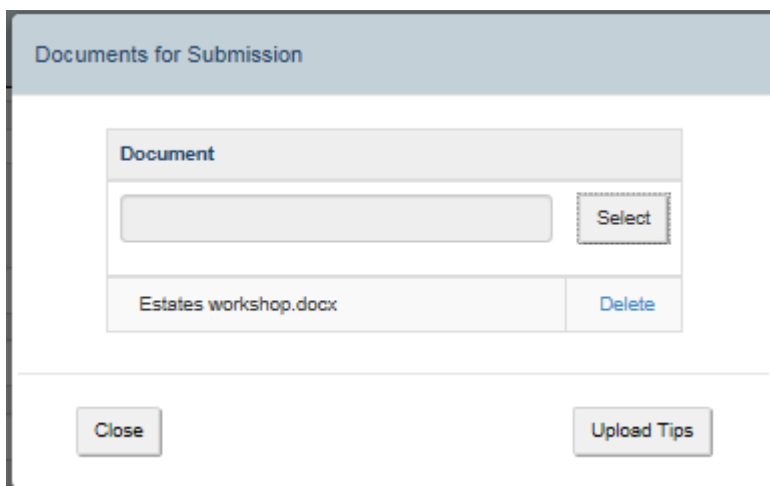 Documents for Submission
Document
Select
Estates workshop.docx Delete
Close Upload Tips